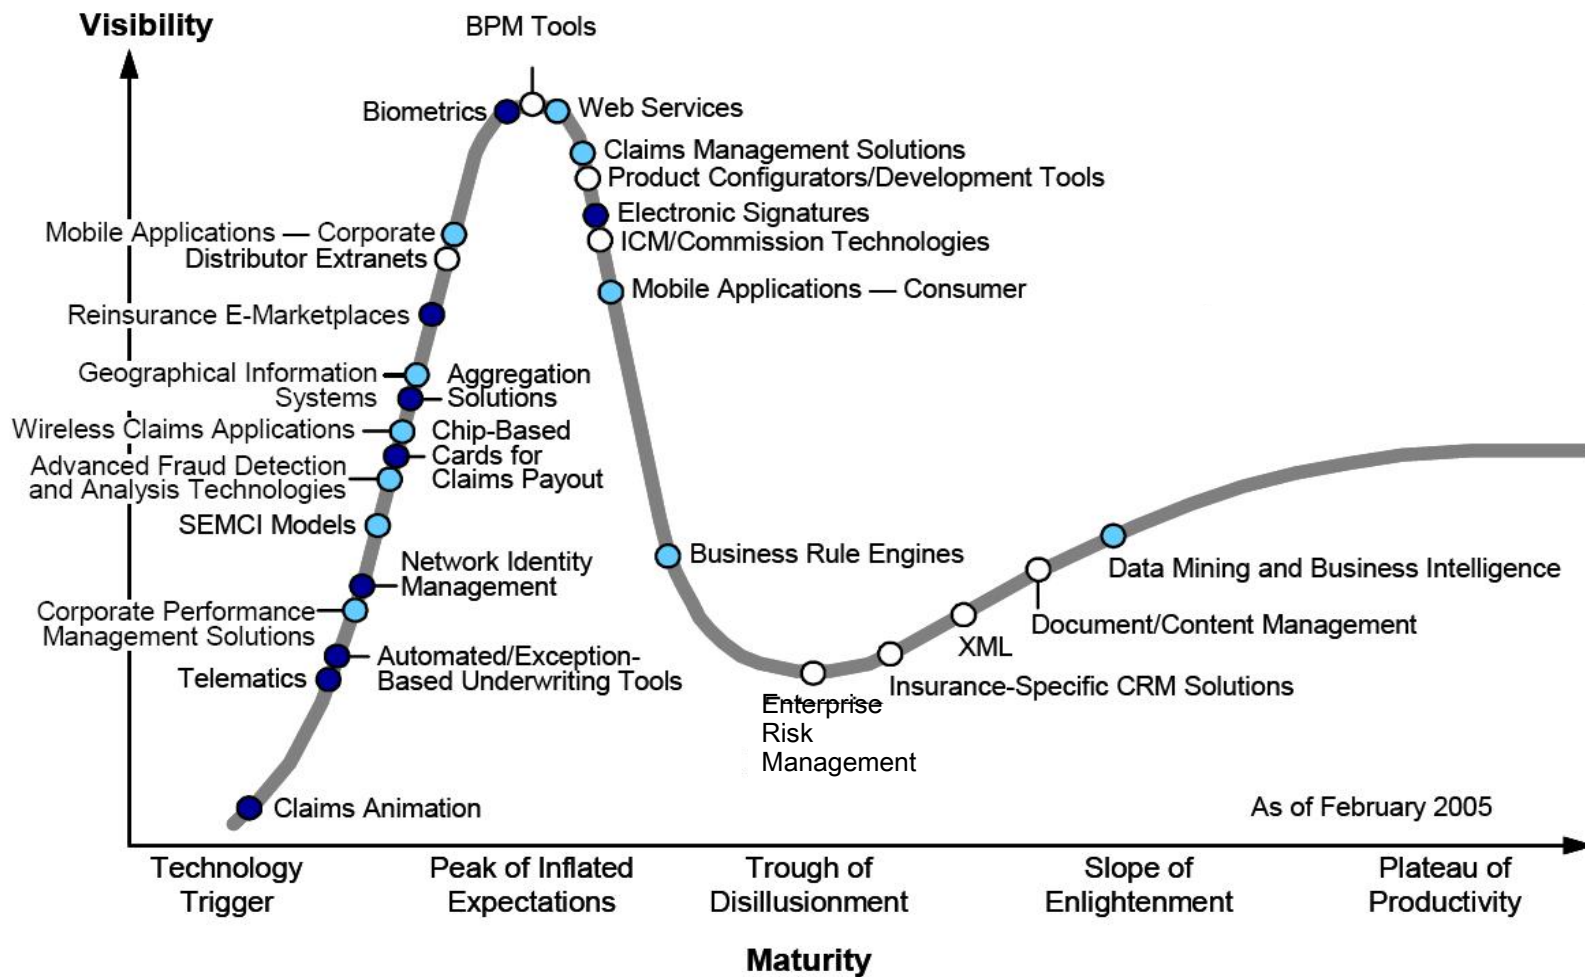 Visibility
BPM Tools
Biometrics
Web Services
Claims Management Solutions
Product Configurators/Development Tools
Electronic Signatures
ICM/Commission Technologies
Mobile Applications — Consumer
Mobile Applications — Corporate
Distributor Extranets
Reinsurance E-Marketplaces
Geographical Information
Systems
Aggregation
Solutions
Wireless Claims Applications
Chip-Based
Cards for
Claims Payout
Advanced Fraud Detection
and Analysis Technologies
SEMCI Models
Network Identity
Management
Corporate Performance
Management Solutions
Automated/Exception-
Based Underwriting Tools
Telematics
Claims Animation
Business Rule Engines
Enterprise
Risk
Management
Insurance-Specific CRM Solutions
XML
Document/Content Management
Data Mining and Business Intelligence
As of February 2005
Technology
Trigger
Peak of Inflated
Expectations
Trough of
Disillusionment
Slope of
Enlightenment
Plateau of
Productivity
Maturity